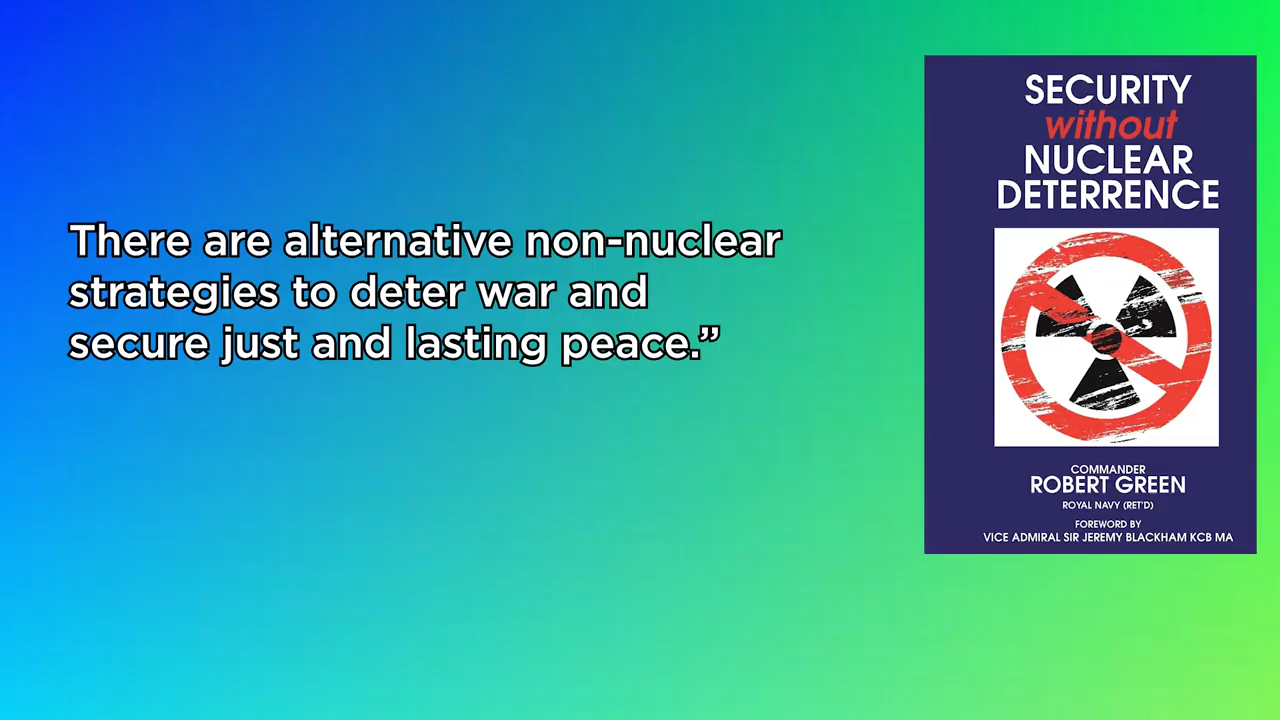 There are alternative non-nuclear
strategies to deter war and
secure just and lasting peace.”
SECURITY
without
NUCLEAR
DETERRENCE
COMMANDER
ROBERT GREEN
ROYAL NAVY (RET'D)
FOREWORD BY
VICE ADMIRAL SIR JEREMY BLACKHAM KCB MA